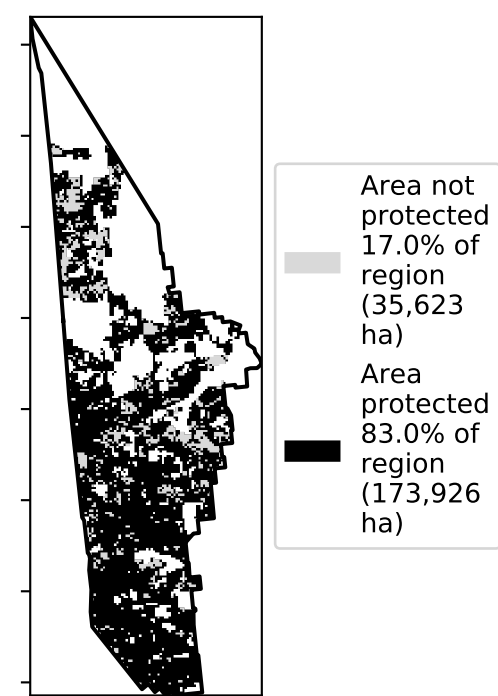 Area not
protected
17.0% of
region
(35,623
ha)
Area
protected
83.0% of
region
(173,926
ha)